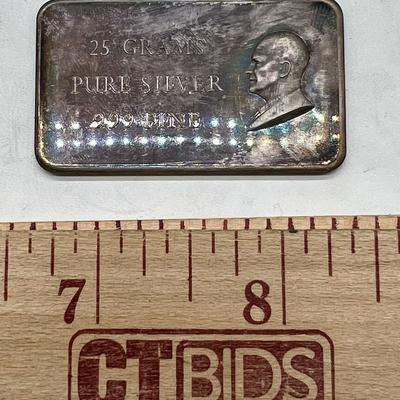 25 GRAMS
PURE SILVER
.999 FINE
7 8
CTBIDS